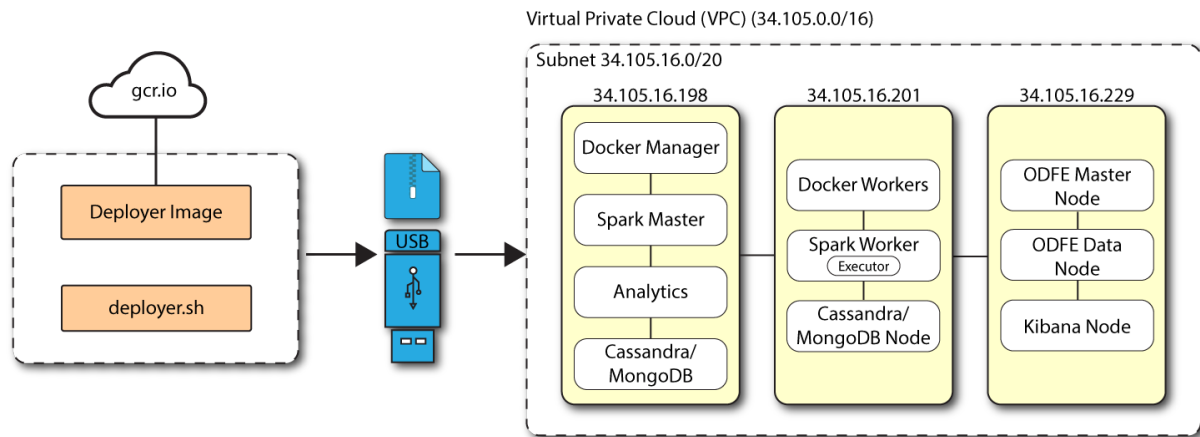 Virtual Private Cloud (VPC) (34.105.0.0/16)
Subnet 34.105.16.0/20
gcr.io
Deployer Image
deployer.sh
USB
34.105.16.198
Docker Manager
Spark Master
Analytics
Cassandra/
MongoDB
34.105.16.201
Docker Workers
Spark Worker
Executor
Cassandra/
MongoDB Node
34.105.16.229
ODFE Master
Node
ODFE Data
Node
Kibana Node